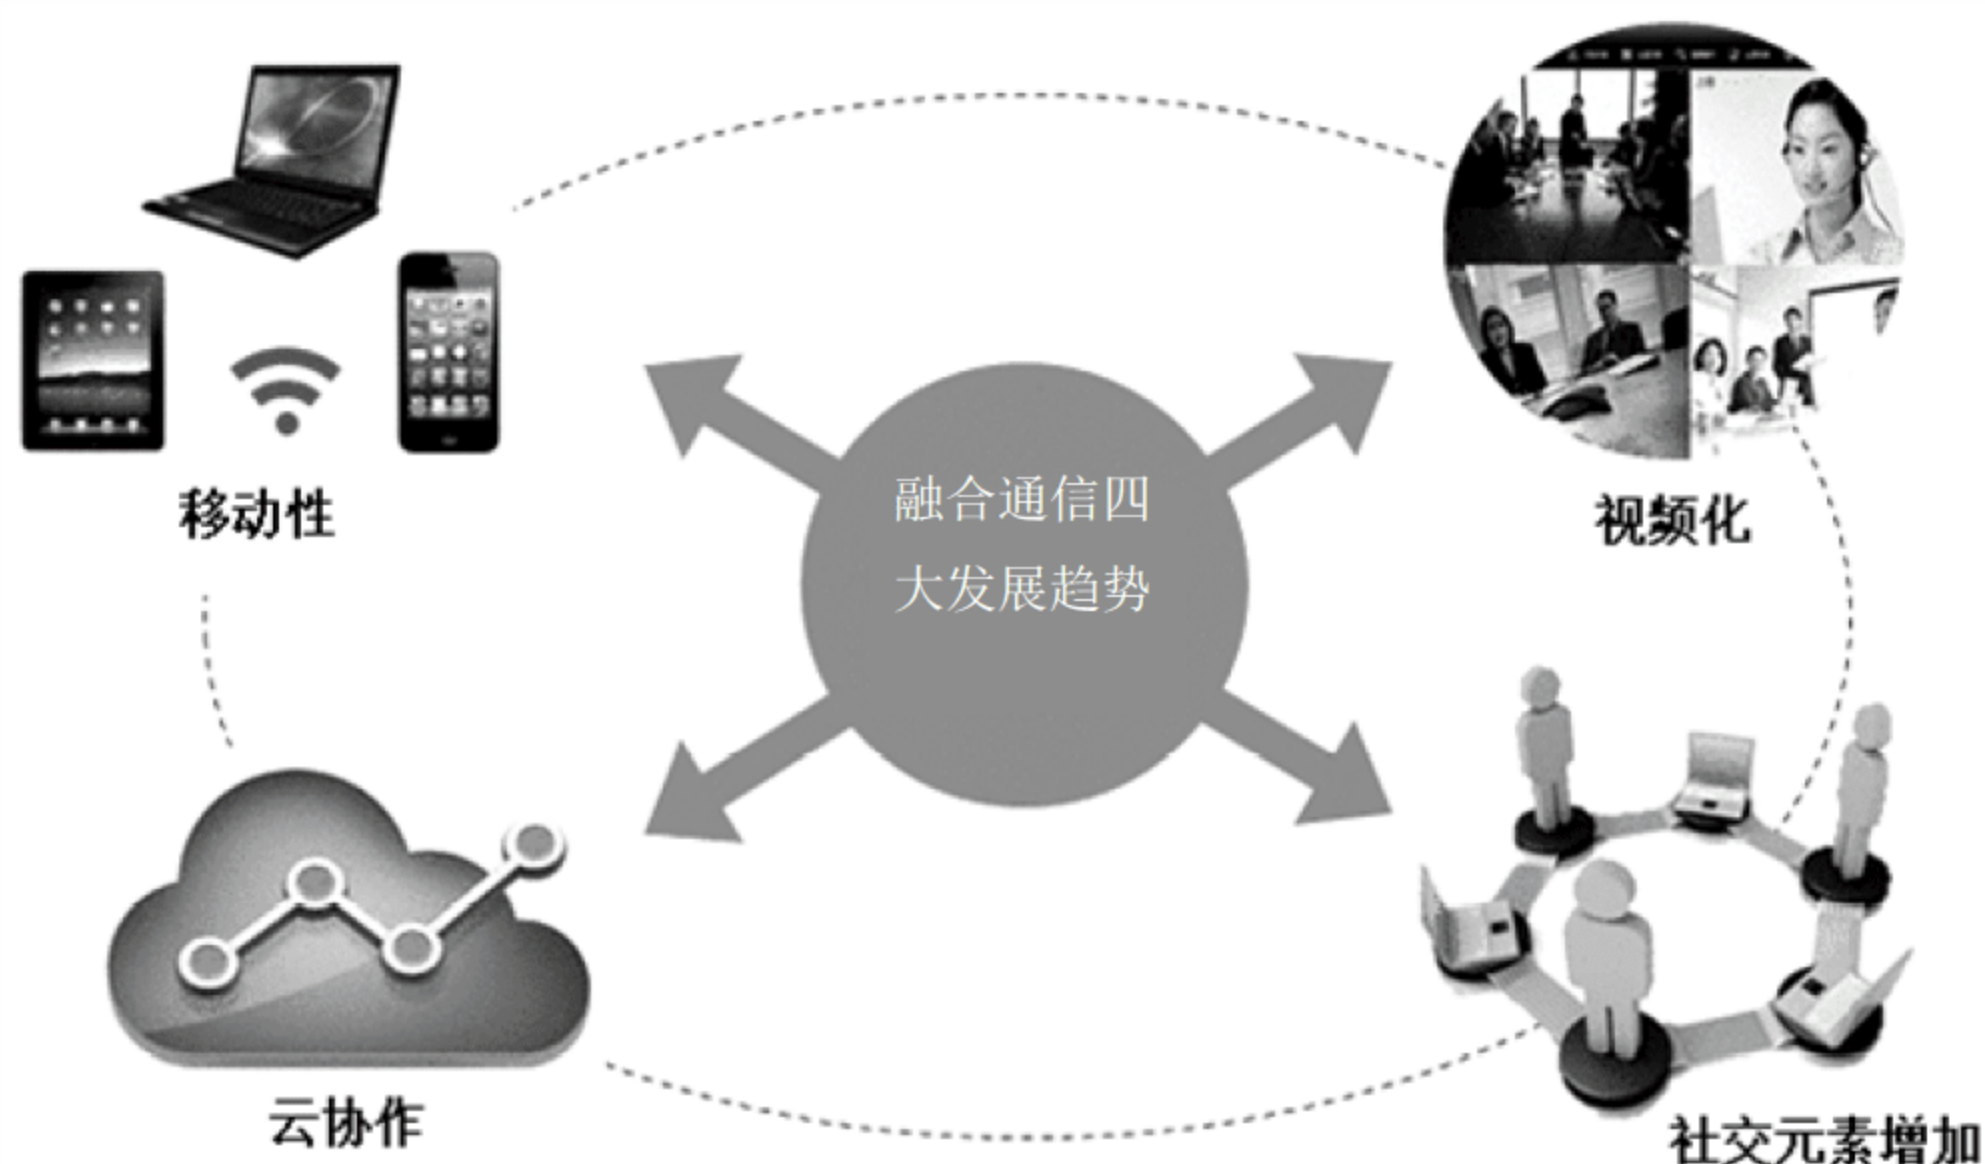 移动性
视频化
融合通信四
大发展趋势
云协作
社交元素增加